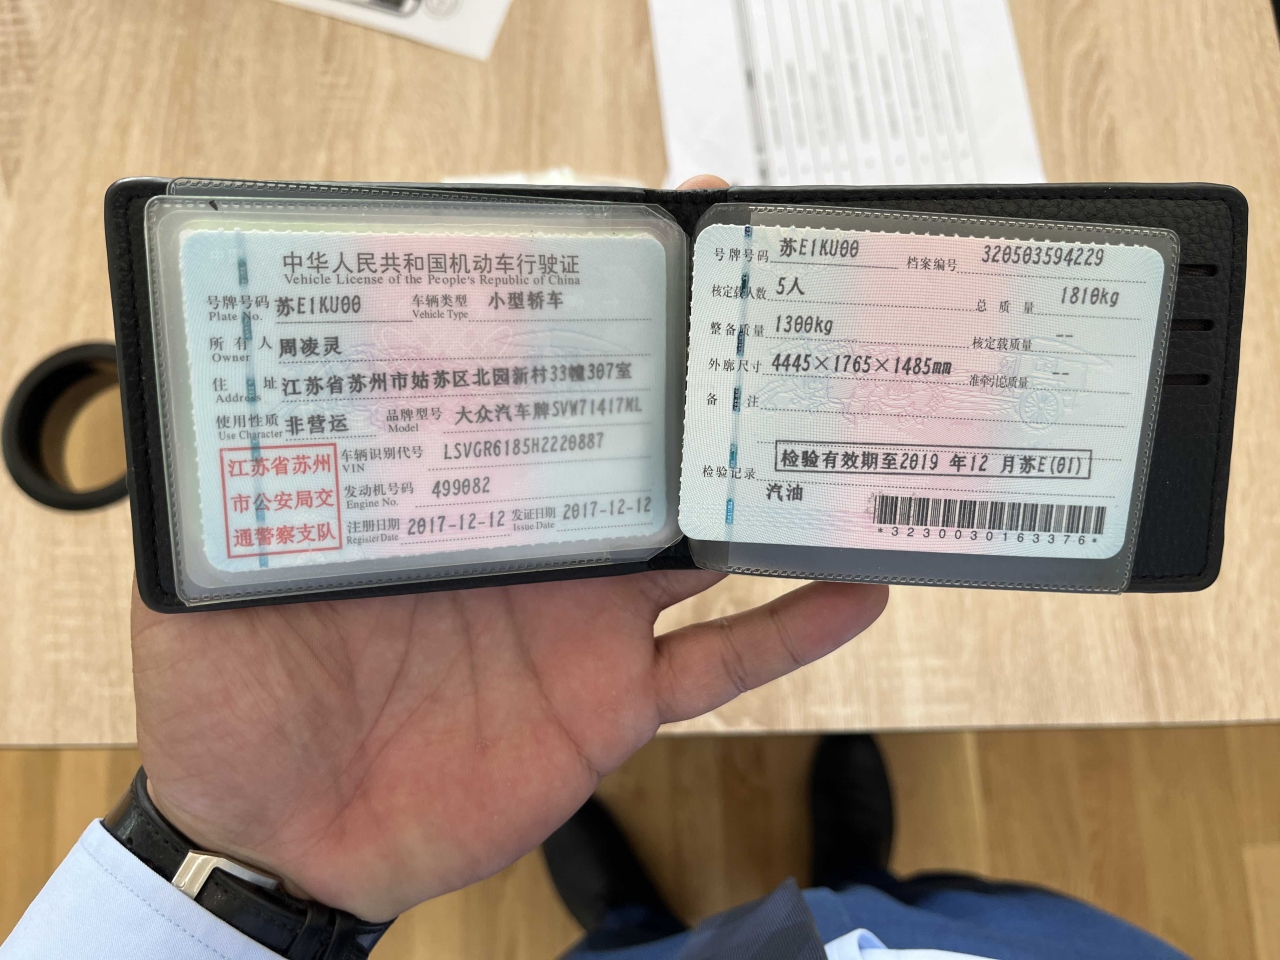 中华人民共和国机动车行驶证
Vehicle License of the People's Republic of China
号牌号码 苏E1KU00 车辆类型 小型轿车
Plate No. Vehicle Type
所有人 周凌灵
Owner
住址 江苏省苏州市姑苏区北园新村33幢307室
Address
使用性质 非营运 品牌型号 大众汽车牌SVW71417ML
Use Character Model
江苏省苏州
市公安局交
通警察支队
车辆识别代号 LSVGR6185H2220887
VIN
发动机号码 499082
Engine No.
注册日期 2017-12-12 发证日期 2017-12-12
Register Date Issue Date
号牌号码 苏E1KU00 档案编号 320503594229
核定载人数 5人 总质量 1810kg
整备质量 1300kg 核定载质量 --
外廓尺寸 4445×1765×1485mm 准牵引总质量 --
备注
检验记录 检验有效期至2019 年12 月苏E(01)
汽油
*3230030163376*